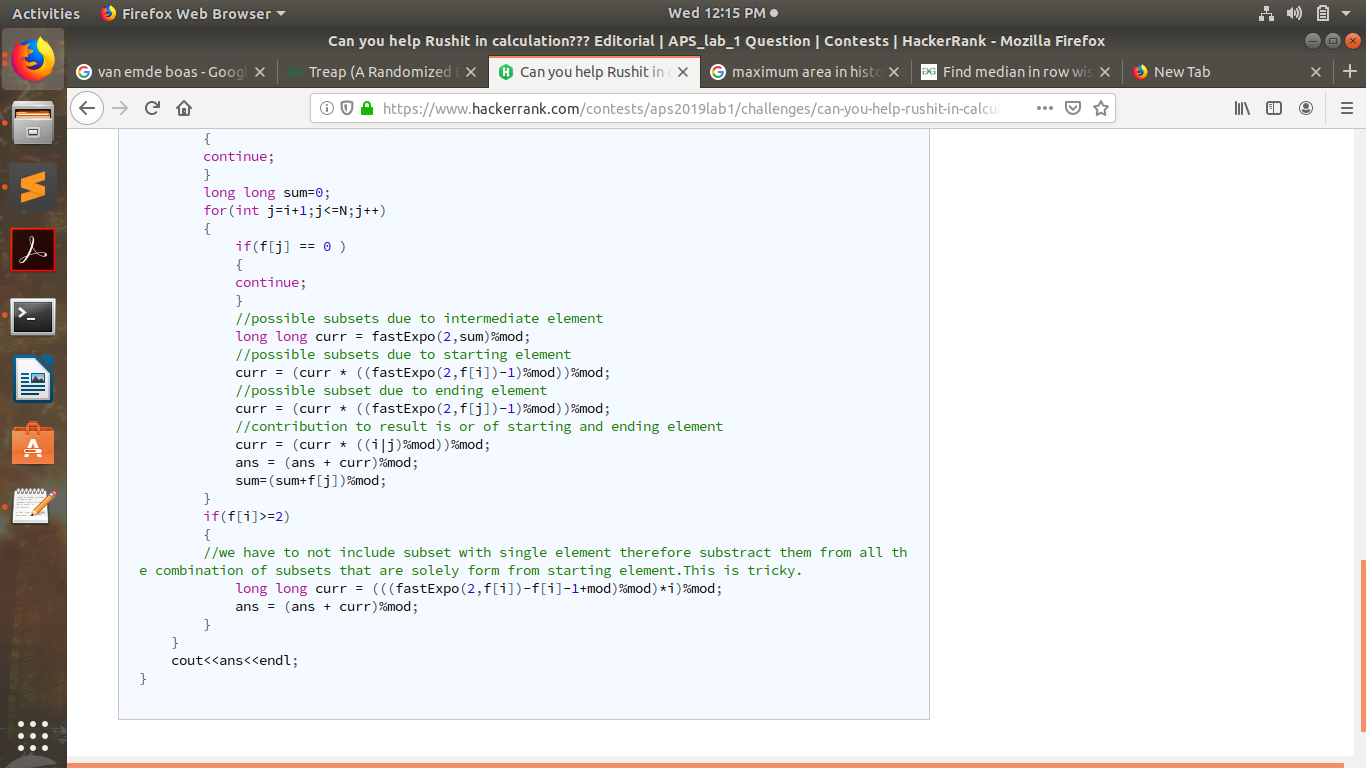 Activities Firefox Web Browser Wed 12:15 PM
Can you help Rushit in calculation??? Editorial | APS_lab_1 Question | Contests | HackerRank - Mozilla Firefox
van emde boas - Goog Treap (A Randomized Can you help Rushit in maximum area in histo Find median in row wis New Tab
https://www.hackerrank.com/contests/aps2019lab1/challenges/can-you-help-rushit-in-calcu
{
continue;
}
long long sum=0;
for(int j=i+1;j<=N;j++)
{
if(f[j] == 0 )
{
continue;
}
//possible subsets due to intermediate element
long long curr = fastExpo(2,sum)%mod;
//possible subsets due to starting element
curr = (curr * ((fastExpo(2,f[i])-1)%mod))%mod;
//possible subset due to ending element
curr = (curr * ((fastExpo(2,f[j])-1)%mod))%mod;
//contribution to result is or of starting and ending element
curr = (curr * ((i|j)%mod))%mod;
ans = (ans + curr)%mod;
sum=(sum+f[j])%mod;
}
if(f[i]>=2)
{
//we have to not include subset with single element therefore substract them from all th
e combination of subsets that are solely form from starting element.This is tricky.
long long curr = (((fastExpo(2,f[i])-f[i]-1+mod)%mod)*i)%mod;
ans = (ans + curr)%mod;
}
}
cout<<ans<<endl;
}